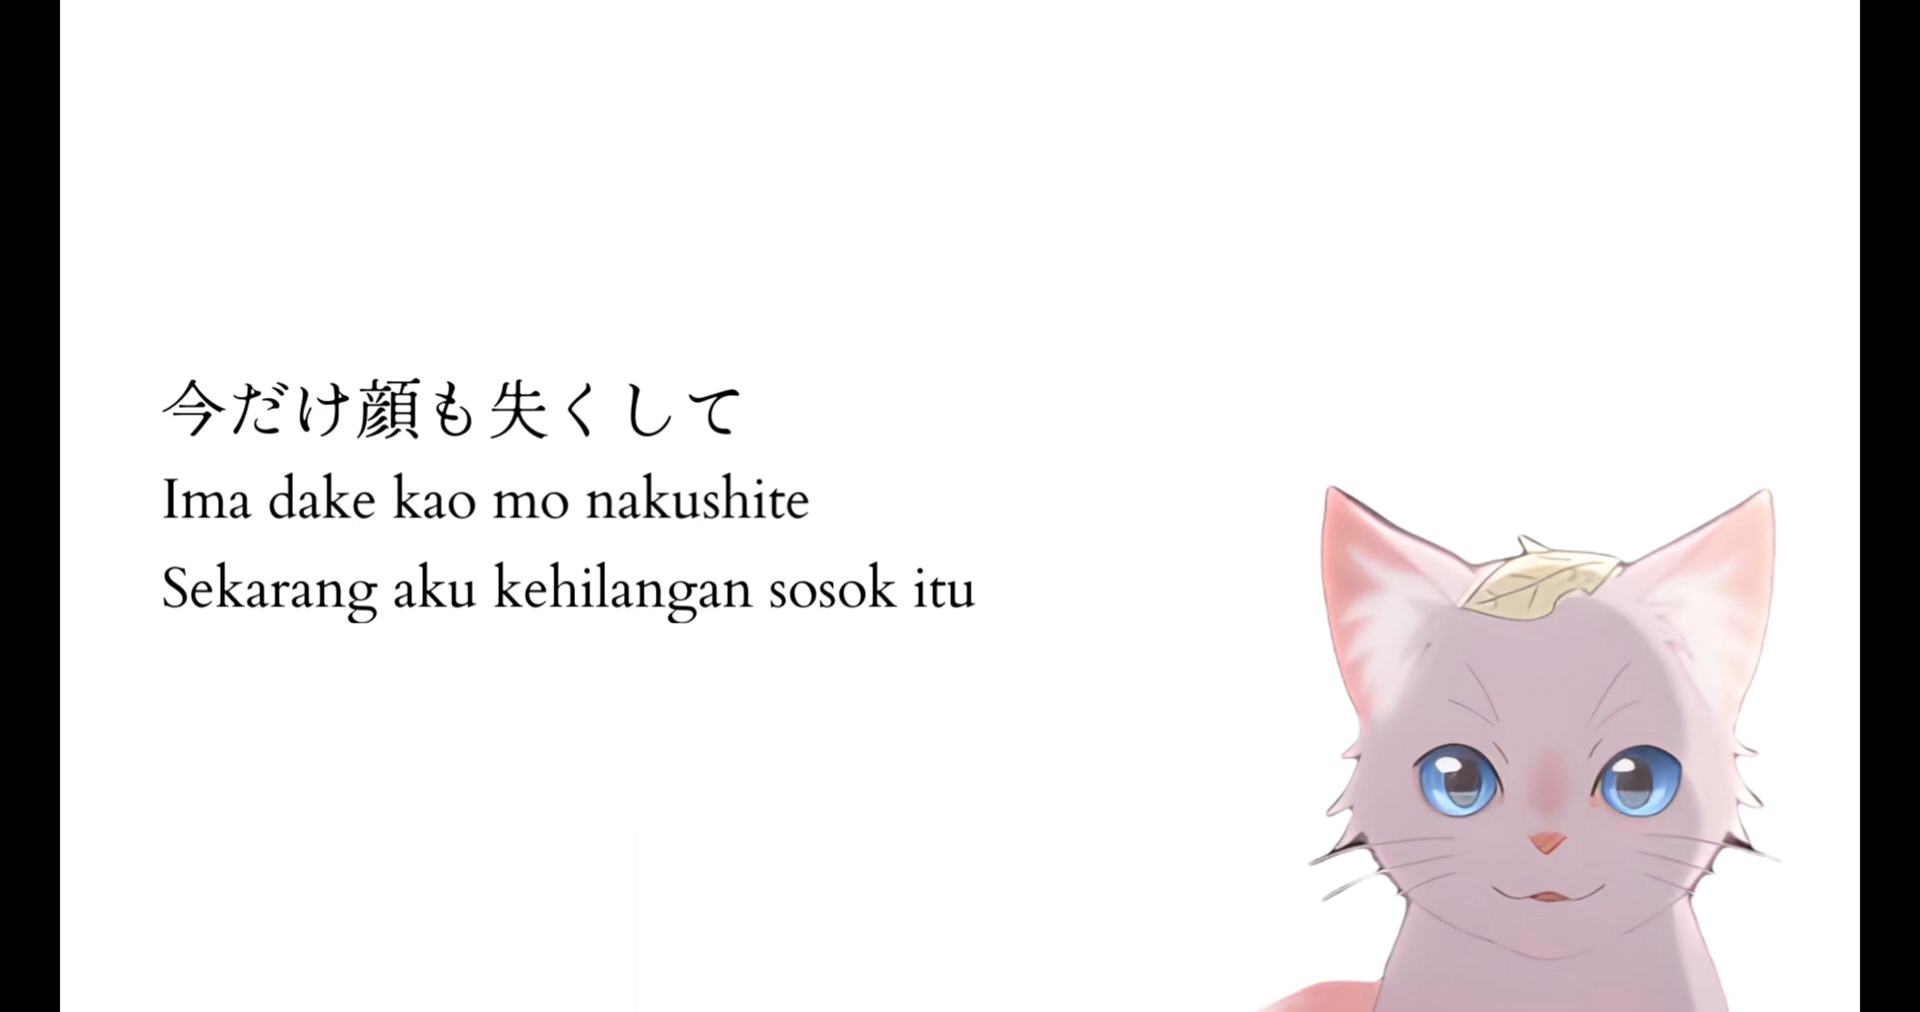 今だけ顔も失くして
Ima dake kao mo nakushite
Sekarang aku kehilangan sosok itu